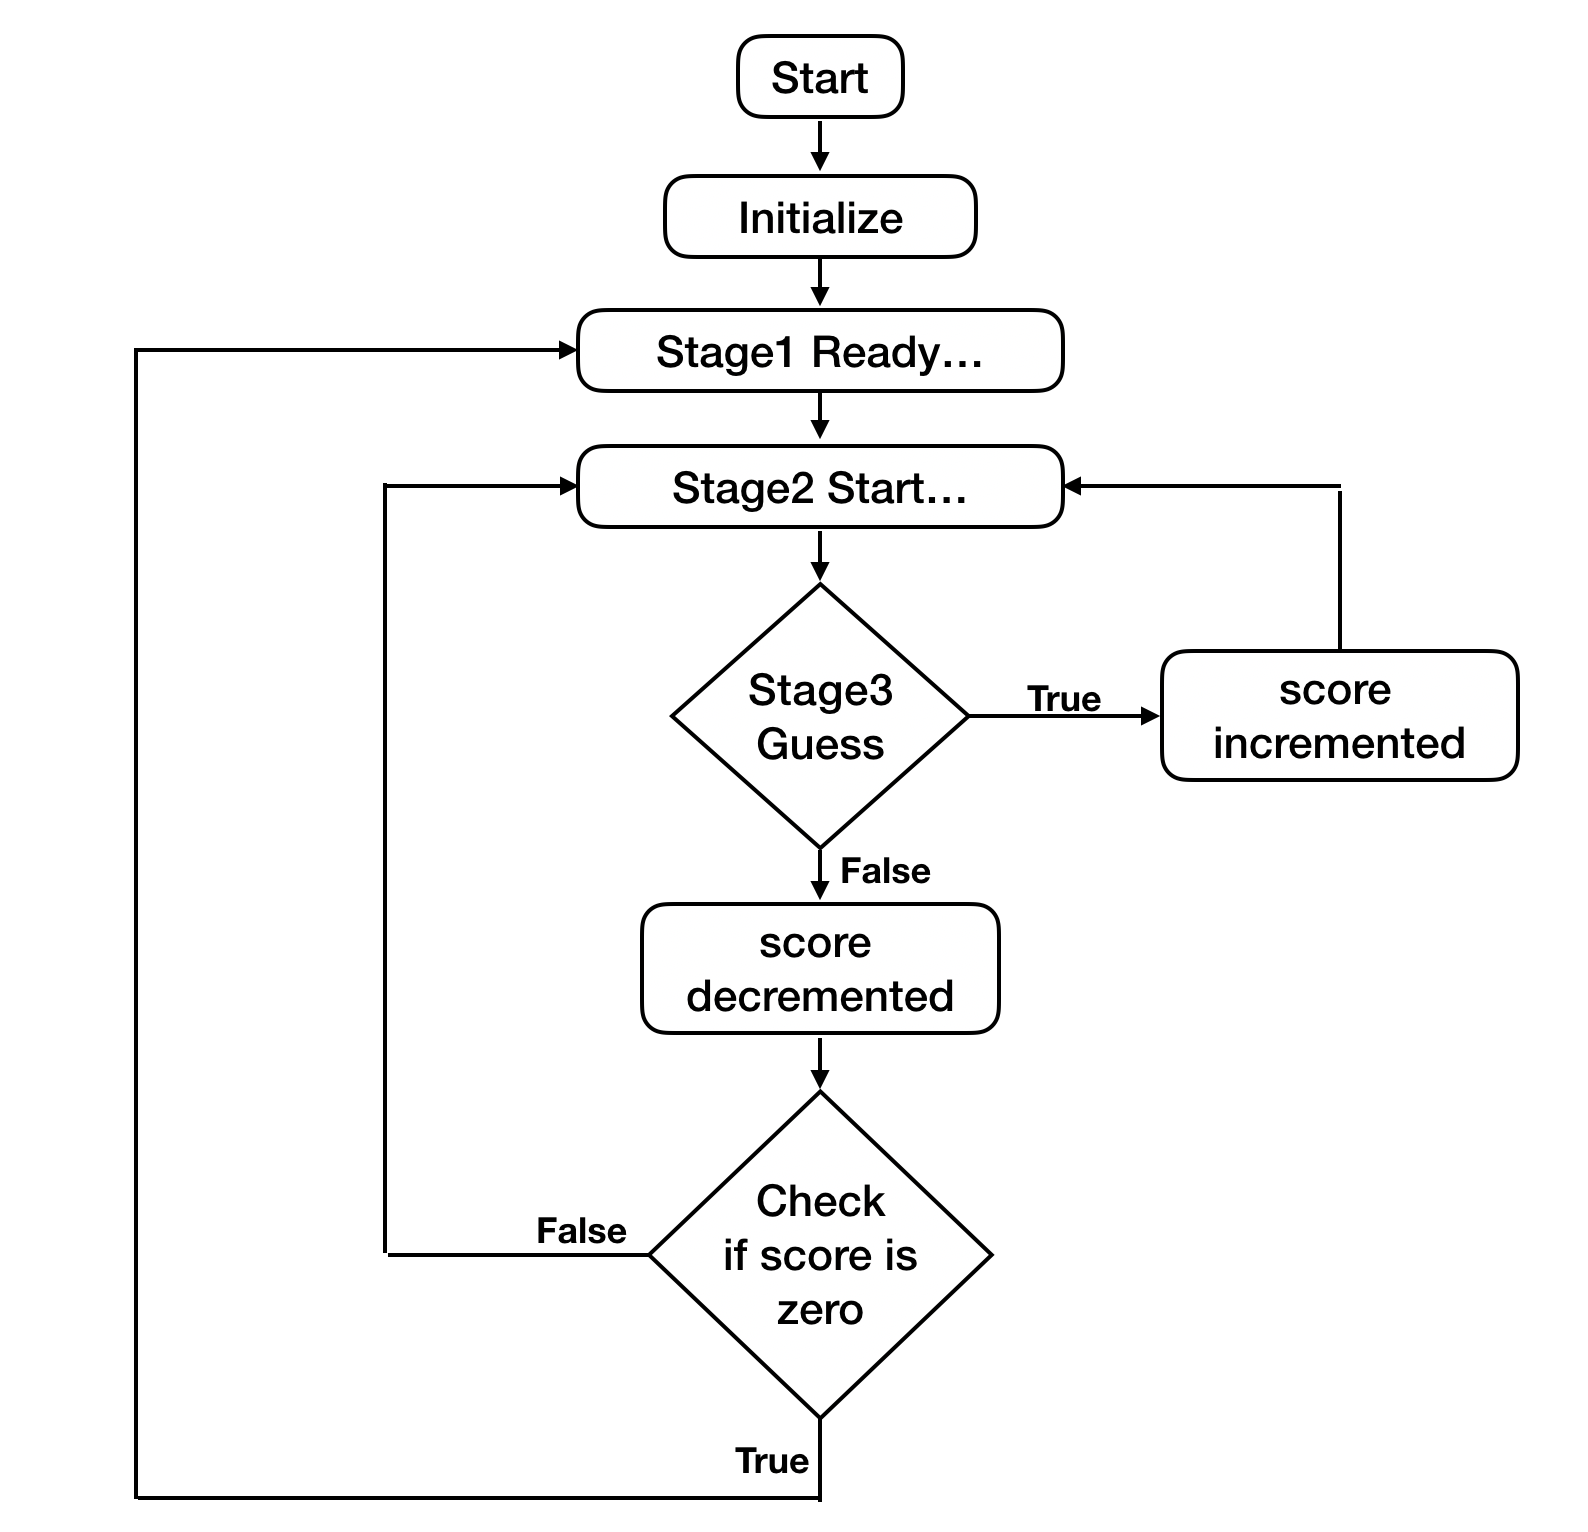 Start
Initialize
Stage1 Ready...
Stage2 Start...
Stage3
Guess
True
score
incremented
False
score
decremented
Check
if score is
zero
False
True